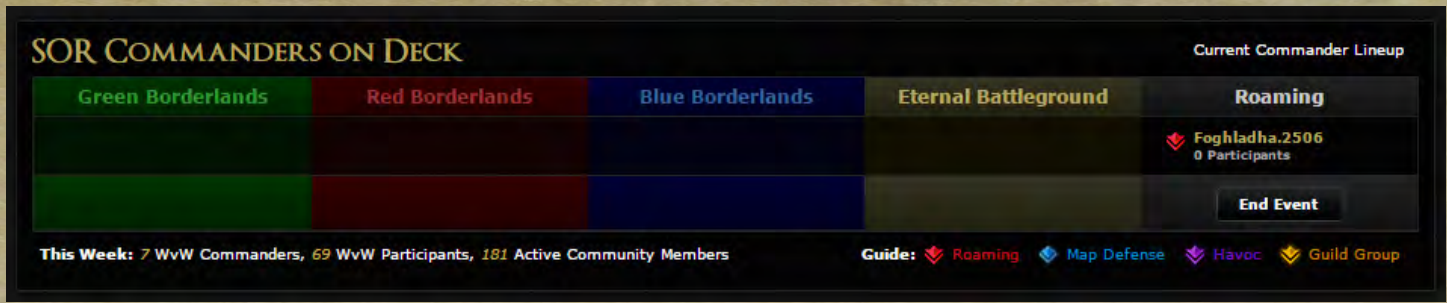 SOR Commanders on Deck
Current Commander Lineup
Green Borderlands Red Borderlands Blue Borderlands Eternal Battleground Roaming
Foghladha.2506
0 Participants
End Event
This Week: 7 WvW Commanders, 69 WvW Participants, 181 Active Community Members
Guide: Roaming Map Defense Havoc Guild Group